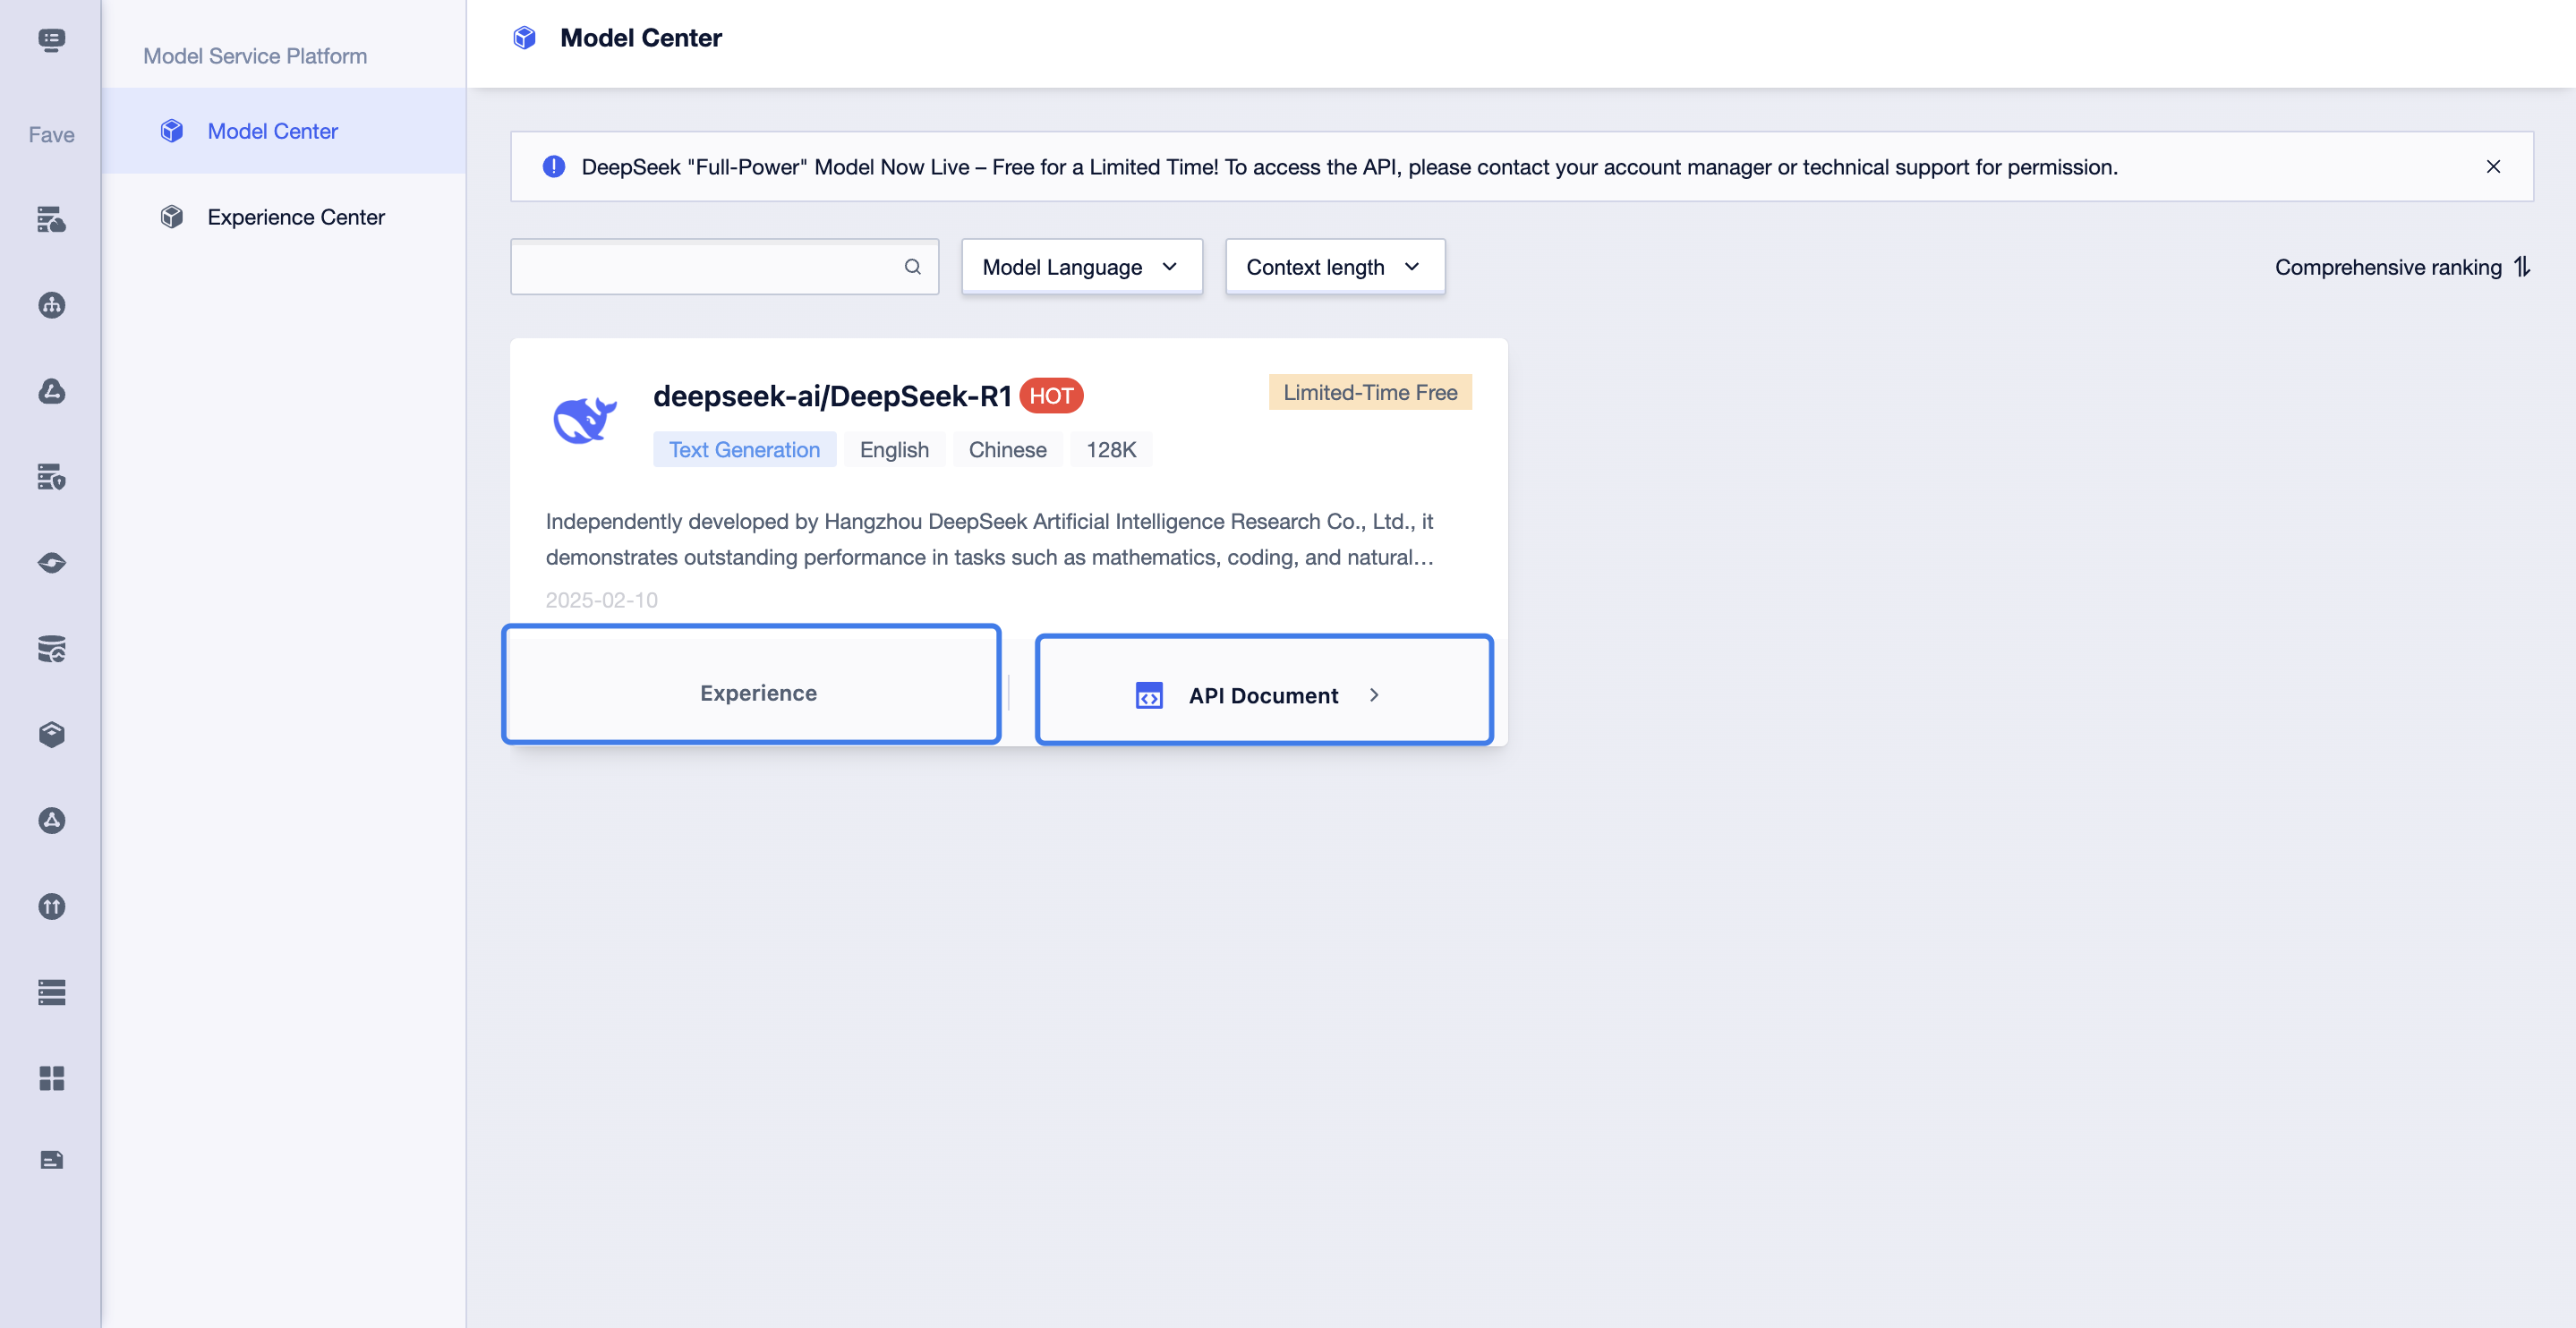 Model Service Platform
Fave
Model Center
Experience Center
Model Center
DeepSeek "Full-Power" Model Now Live – Free for a Limited Time! To access the API, please contact your account manager or technical support for permission.
Model Language
Context length
Comprehensive ranking
deepseek-ai/DeepSeek-R1 HOT
Limited-Time Free
Text Generation English Chinese 128K
Independently developed by Hangzhou DeepSeek Artificial Intelligence Research Co., Ltd., it
demonstrates outstanding performance in tasks such as mathematics, coding, and natural...
2025-02-10
Experience
API Document